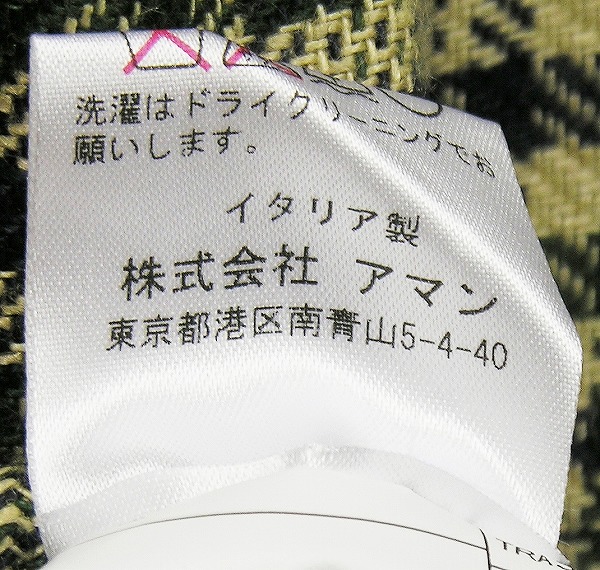 洗濯はドライクリーニングでお
願いします。
イタリア製
株式会社 アマン
東京都港区南青山5-4-40
TRA